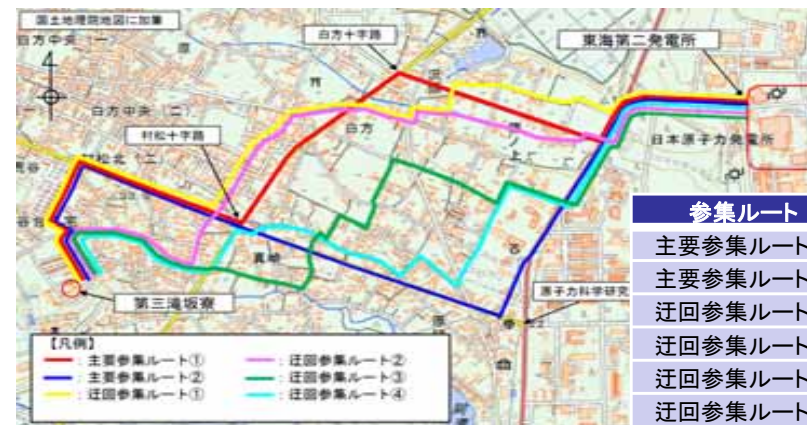 国土地理院地図に加筆
白方十字路
東海第二発電所
白方中央(二)
村松十字路
白方
日本原子力発電所
村松北(二)
真崎
原子力科学研究
第三滝坂寮
【凡例】
:主要参集ルート①
:迂回参集ルート②
:主要参集ルート②
:迂回参集ルート③
:迂回参集ルート①
:迂回参集ルート④
参集ルート
主要参集ルート
主要参集ルート
迂回参集ルート
迂回参集ルート
迂回参集ルート
迂回参集ルート